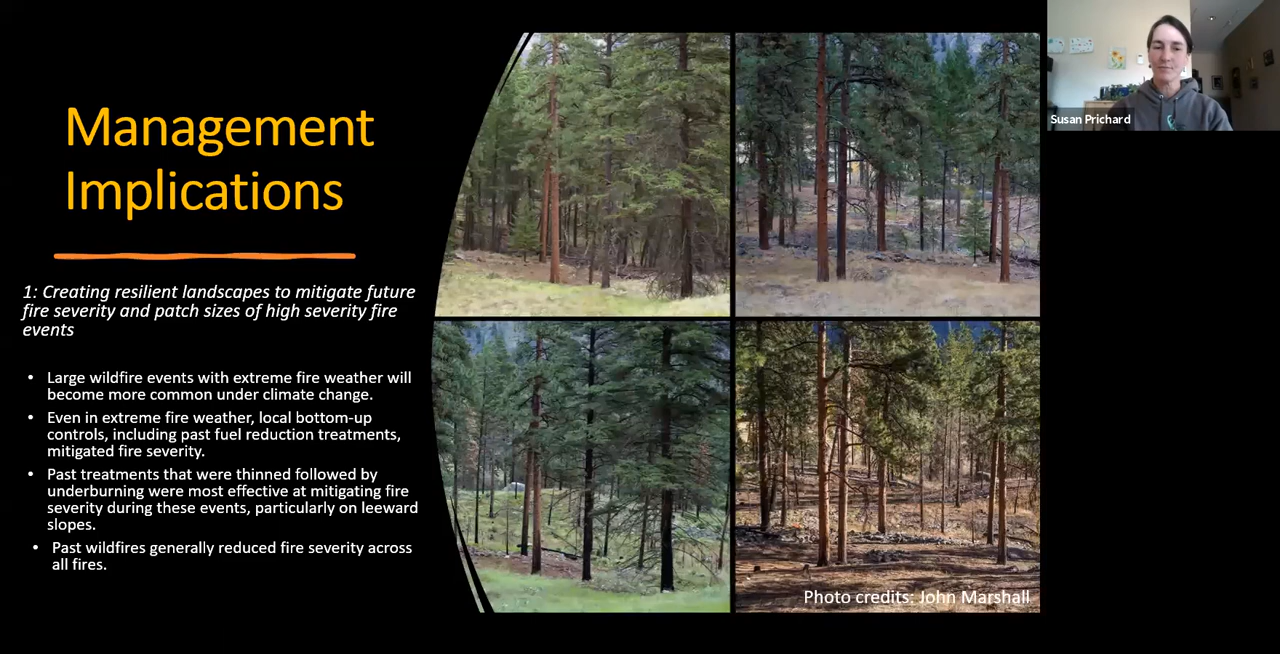 Management
Implications
1: Creating resilient landscapes to mitigate future
fire severity and patch sizes of high severity fire
events
• Large wildfire events with extreme fire weather will
become more common under climate change.
• Even in extreme fire weather, local bottom-up
controls, including past fuel reduction treatments,
mitigated fire severity.
• Past treatments that were thinned followed by
underburning were most effective at mitigating fire
severity during these events, particularly on leeward
slopes.
• Past wildfires generally reduced fire severity across
all fires.
Photo credits: John Marshall
Susan Prichard